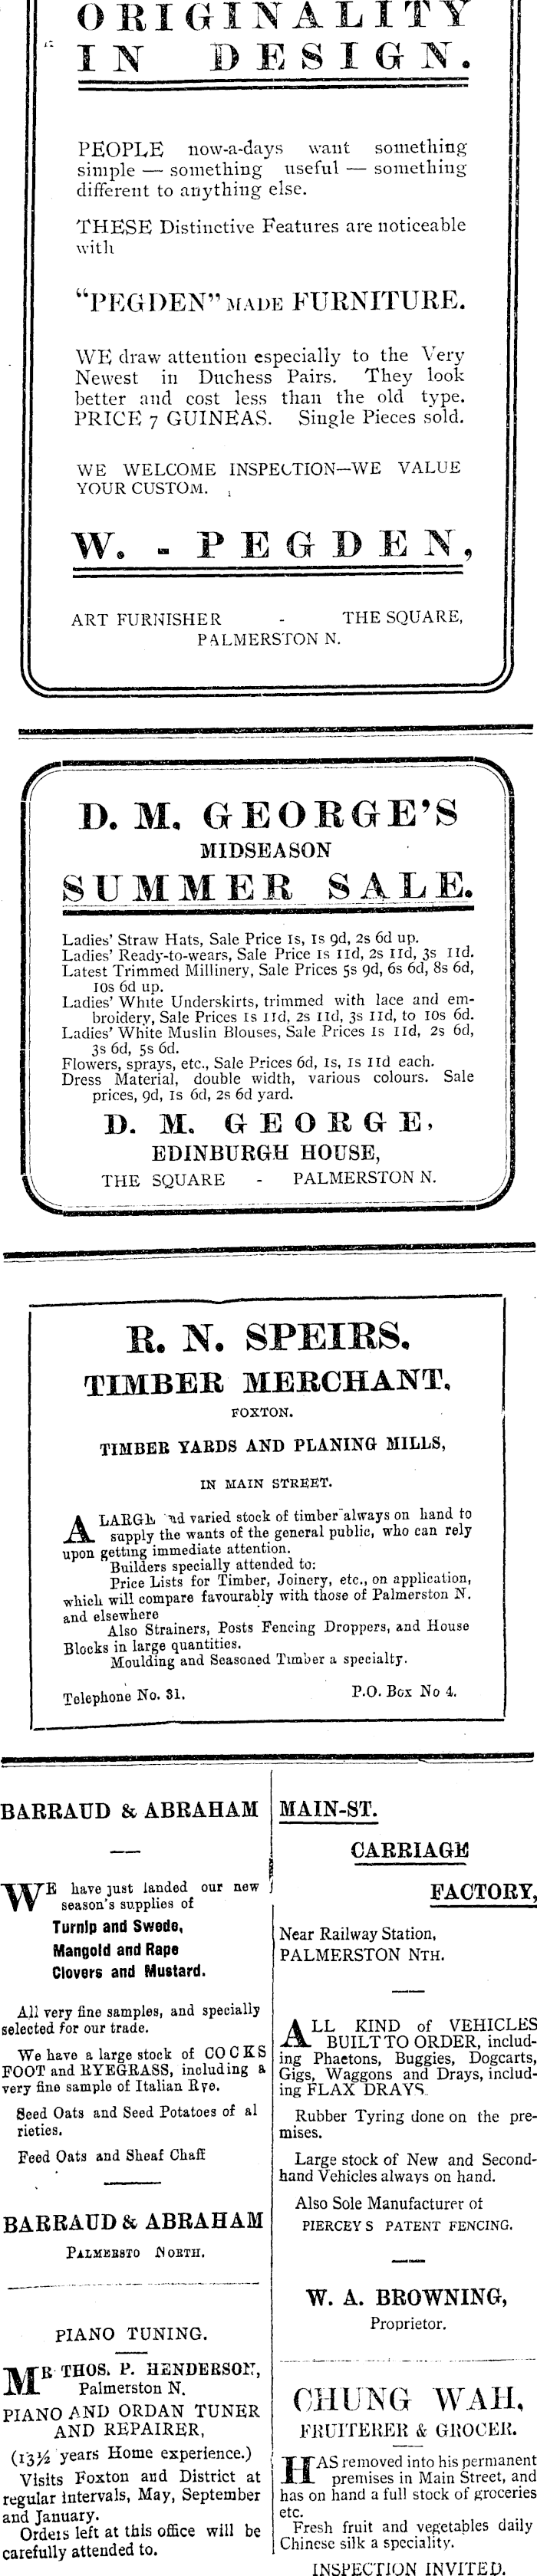 ORIGINALITY
IN DESIGN.
PEOPLE now-a-days want something
simple — something useful — something
different to anything else.
THESE Distinctive Features are noticeable
with
"PEGDEN" MADE FURNITURE.
WE draw attention especially to the Very
Newest in Duchess Pairs. They look
better and cost less than the old type.
PRICE 7 GUINEAS. Single Pieces sold.
WE WELCOME INSPECTION—WE VALUE
YOUR CUSTOM.
W. - PEGDEN,
ART FURNISHER - THE SQUARE,
PALMERSTON N.
D. M. GEORGE'S
MIDSEASON
SUMMER SALE.
Ladies' Straw Hats, Sale Price 1s, 1s 9d, 2s 6d up.
Ladies' Ready-to-wears, Sale Price 1s 11d, 2s 11d, 3s 11d.
Latest Trimmed Millinery, Sale Prices 5s 9d, 6s 6d, 8s 6d,
10s 6d up.
Ladies' White Underskirts, trimmed with lace and em-
broidery, Sale Prices 1s 11d, 2s 11d, 3s 11d, to 10s 6d.
Ladies' White Muslin Blouses, Sale Prices 1s 11d, 2s 6d,
3s 6d, 5s 6d.
Flowers, sprays, etc., Sale Prices 6d, 1s, 1s 11d each.
Dress Material, double width, various colours. Sale
prices, 9d, 1s 6d, 2s 6d yard.
D. M. GEORGE,
EDINBURGH HOUSE,
THE SQUARE - PALMERSTON N.
R. N. SPEIRS,
TIMBER MERCHANT,
FOXTON.
TIMBER YARDS AND PLANING MILLS,
IN MAIN STREET.
A LARGE nd varied stock of timber always on hand to
supply the wants of the general public, who can rely
upon getting immediate attention.
Builders specially attended to:
Price Lists for Timber, Joinery, etc., on application,
which will compare favourably with those of Palmerston N.
and elsewhere
Also Strainers, Posts Fencing Droppers, and House
Blocks in large quantities.
Moulding and Seasoned Timber a specialty.
Telephone No. 31. P.O. Box No 4.
BARRAUD & ABRAHAM
WE have just landed our new
season's supplies of
Turnip and Swede,
Mangold and Rape
Clovers and Mustard.
All very fine samples, and specially
selected for our trade.
We have a large stock of COCKS
FOOT and RYEGRASS, including a
very fine sample of Italian Rye.
Seed Oats and Seed Potatoes of al
rieties.
Feed Oats and Sheaf Chaff
BARRAUD & ABRAHAM
PALMERSTO NORTH.
PIANO TUNING.
MR THOS. P. HENDERSON,
Palmerston N.
PIANO AND ORDAN TUNER
AND REPAIRER,
(13½ years Home experience.)
Visits Foxton and District at
regular intervals, May, September
and January.
Orders left at this office will be
carefully attended to.
MAIN-ST.
CARRIAGE
FACTORY,
Near Railway Station,
PALMERSTON NTH.
ALL KIND of VEHICLES
BUILT TO ORDER, includ-
ing Phaetons, Buggies, Dogcarts,
Gigs, Waggons and Drays, includ-
ing FLAX DRAYS.
Rubber Tyring done on the pre-
mises.
Large stock of New and Second-
hand Vehicles always on hand.
Also Sole Manufacturer of
PIERCEY S PATENT FENCING.
W. A. BROWNING,
Proprietor.
CHUNG WAH,
FRUITERER & GROCER.
HAS removed into his permanent
premises in Main Street, and
has on hand a full stock of groceries
etc.
Fresh fruit and vegetables daily
Chinese silk a speciality.
INSPECTION INVITED.